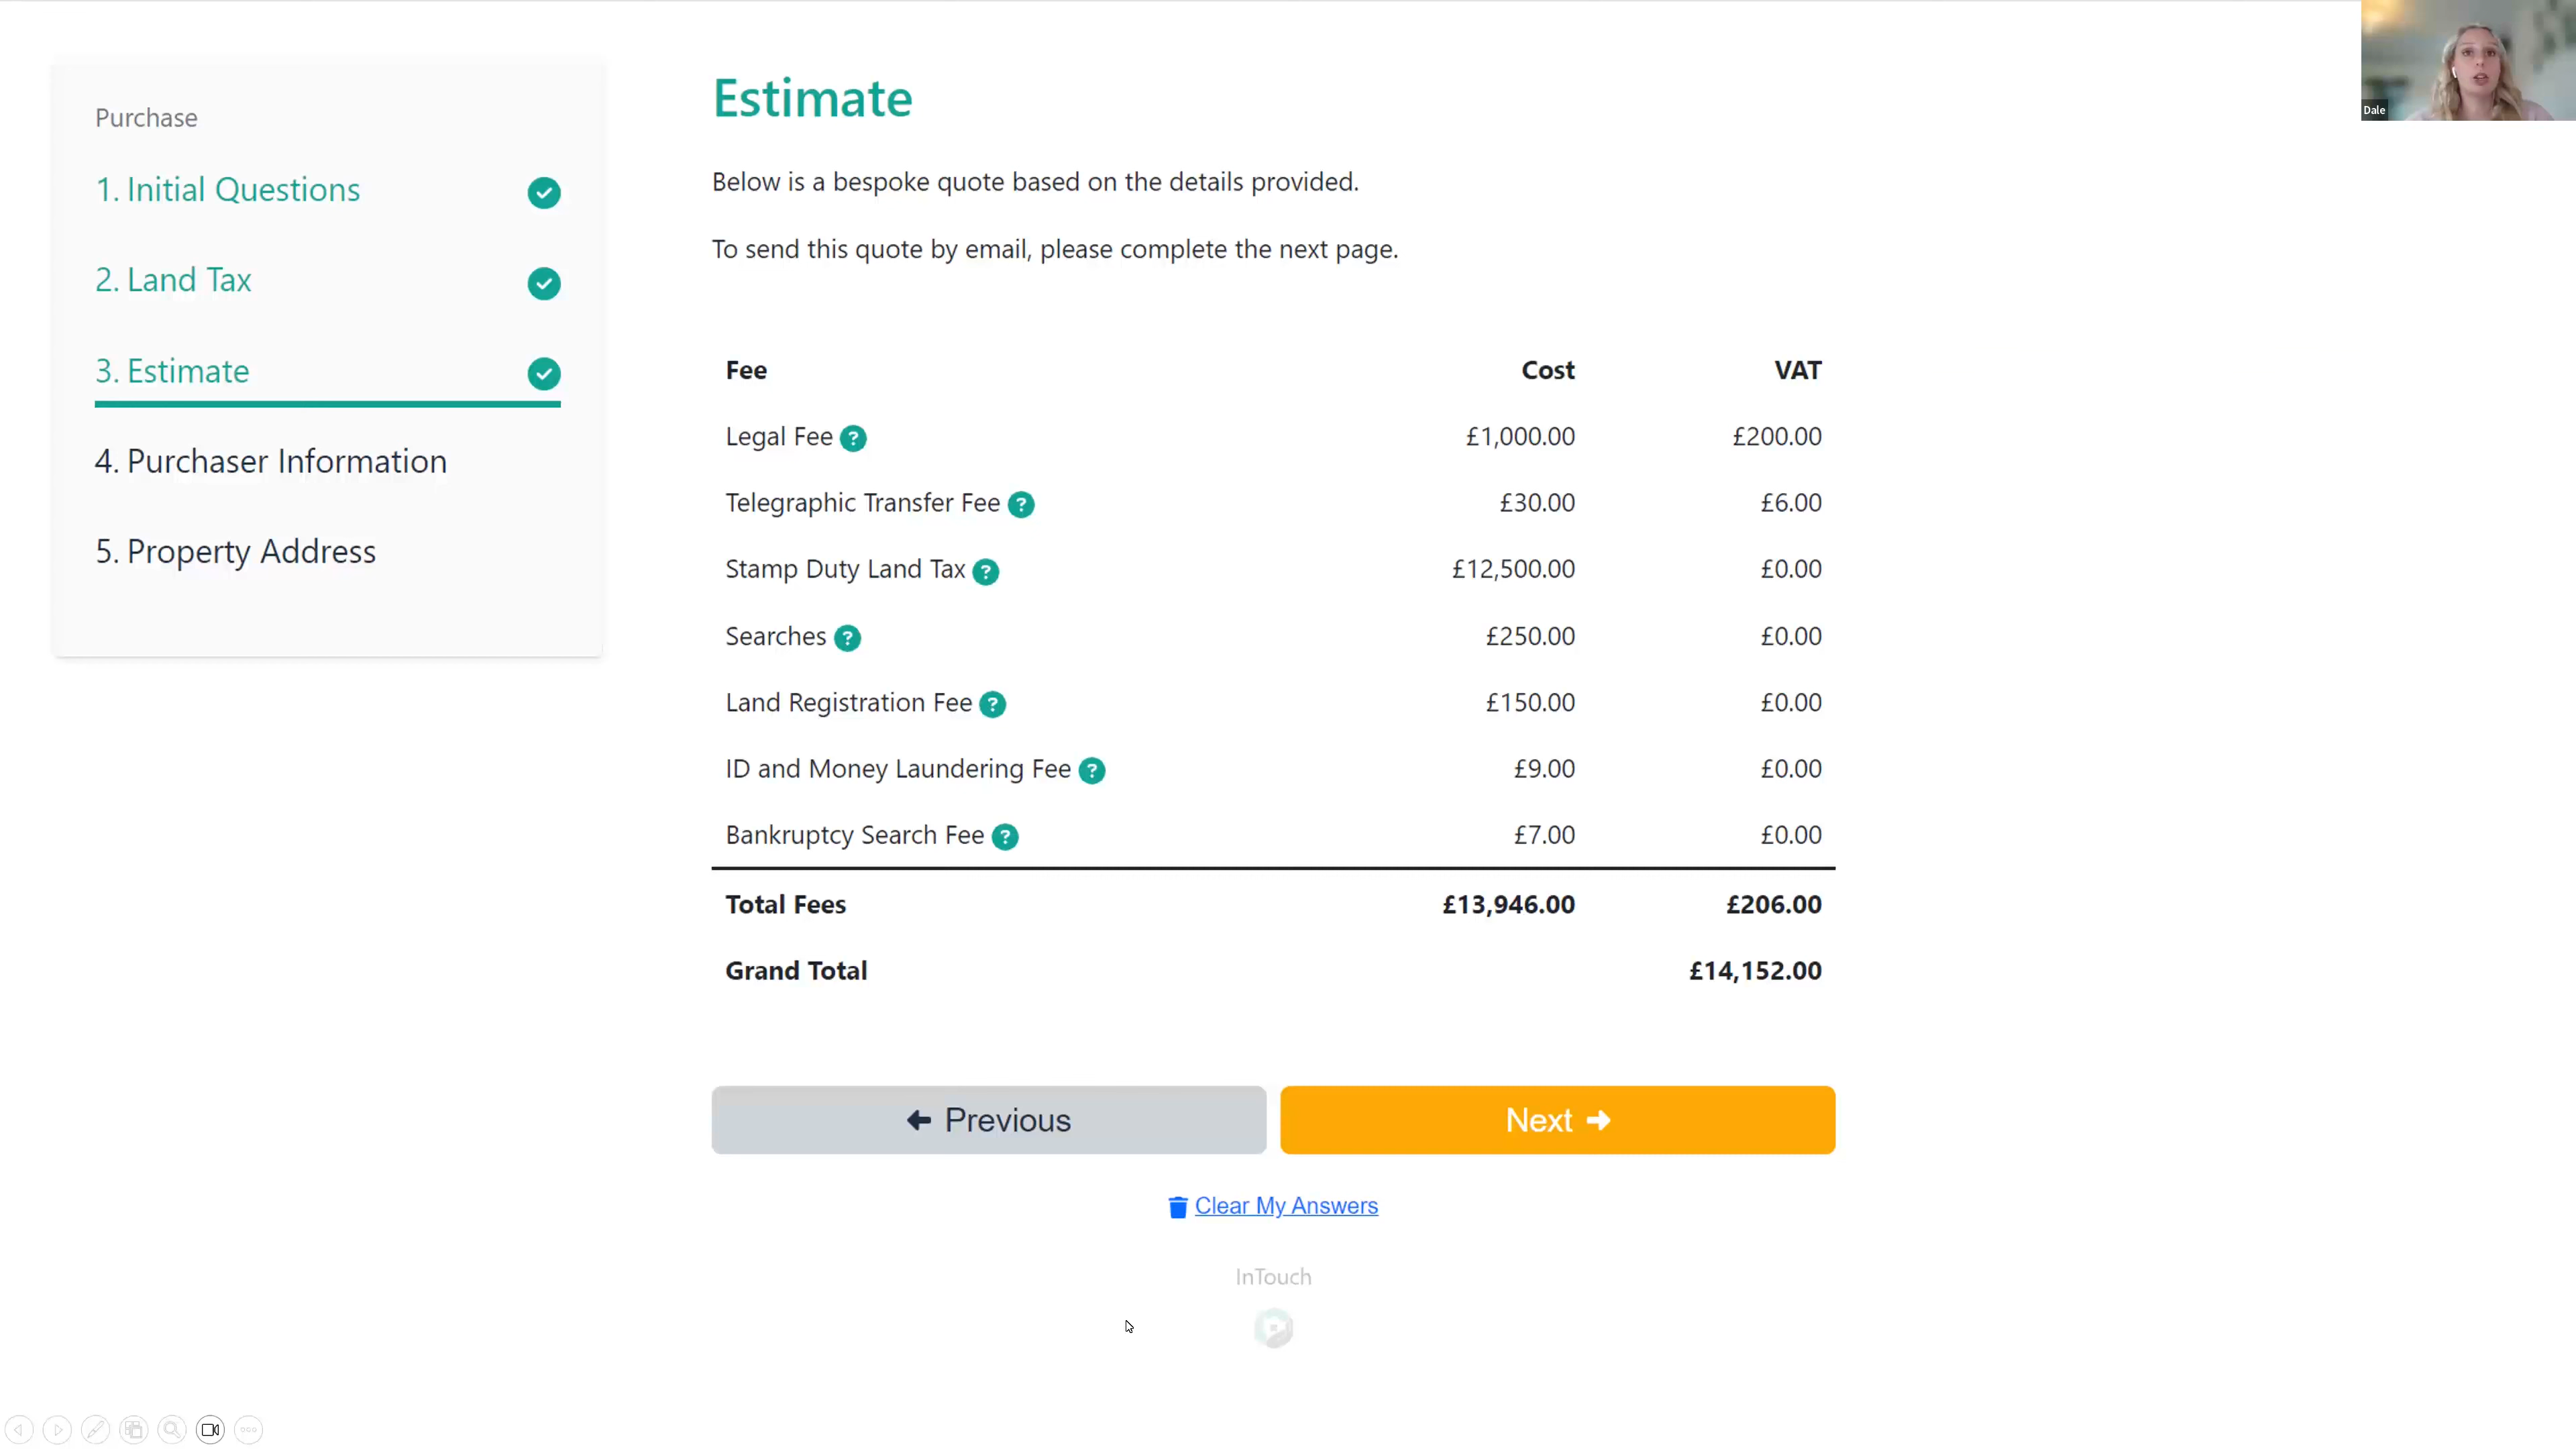 Purchase
1. Initial Questions
2. Land Tax
3. Estimate
4. Purchaser Information
5. Property Address
Estimate
Below is a bespoke quote based on the details provided.
To send this quote by email, please complete the next page.
Fee Cost VAT
Legal Fee ? £1,000.00 £200.00
Telegraphic Transfer Fee ? £30.00 £6.00
Stamp Duty Land Tax ? £12,500.00 £0.00
Searches ? £250.00 £0.00
Land Registration Fee ? £150.00 £0.00
ID and Money Laundering Fee ? £9.00 £0.00
Bankruptcy Search Fee ? £7.00 £0.00
Total Fees £13,946.00 £206.00
Grand Total £14,152.00
Previous Next
Clear My Answers
InTouch
Dale